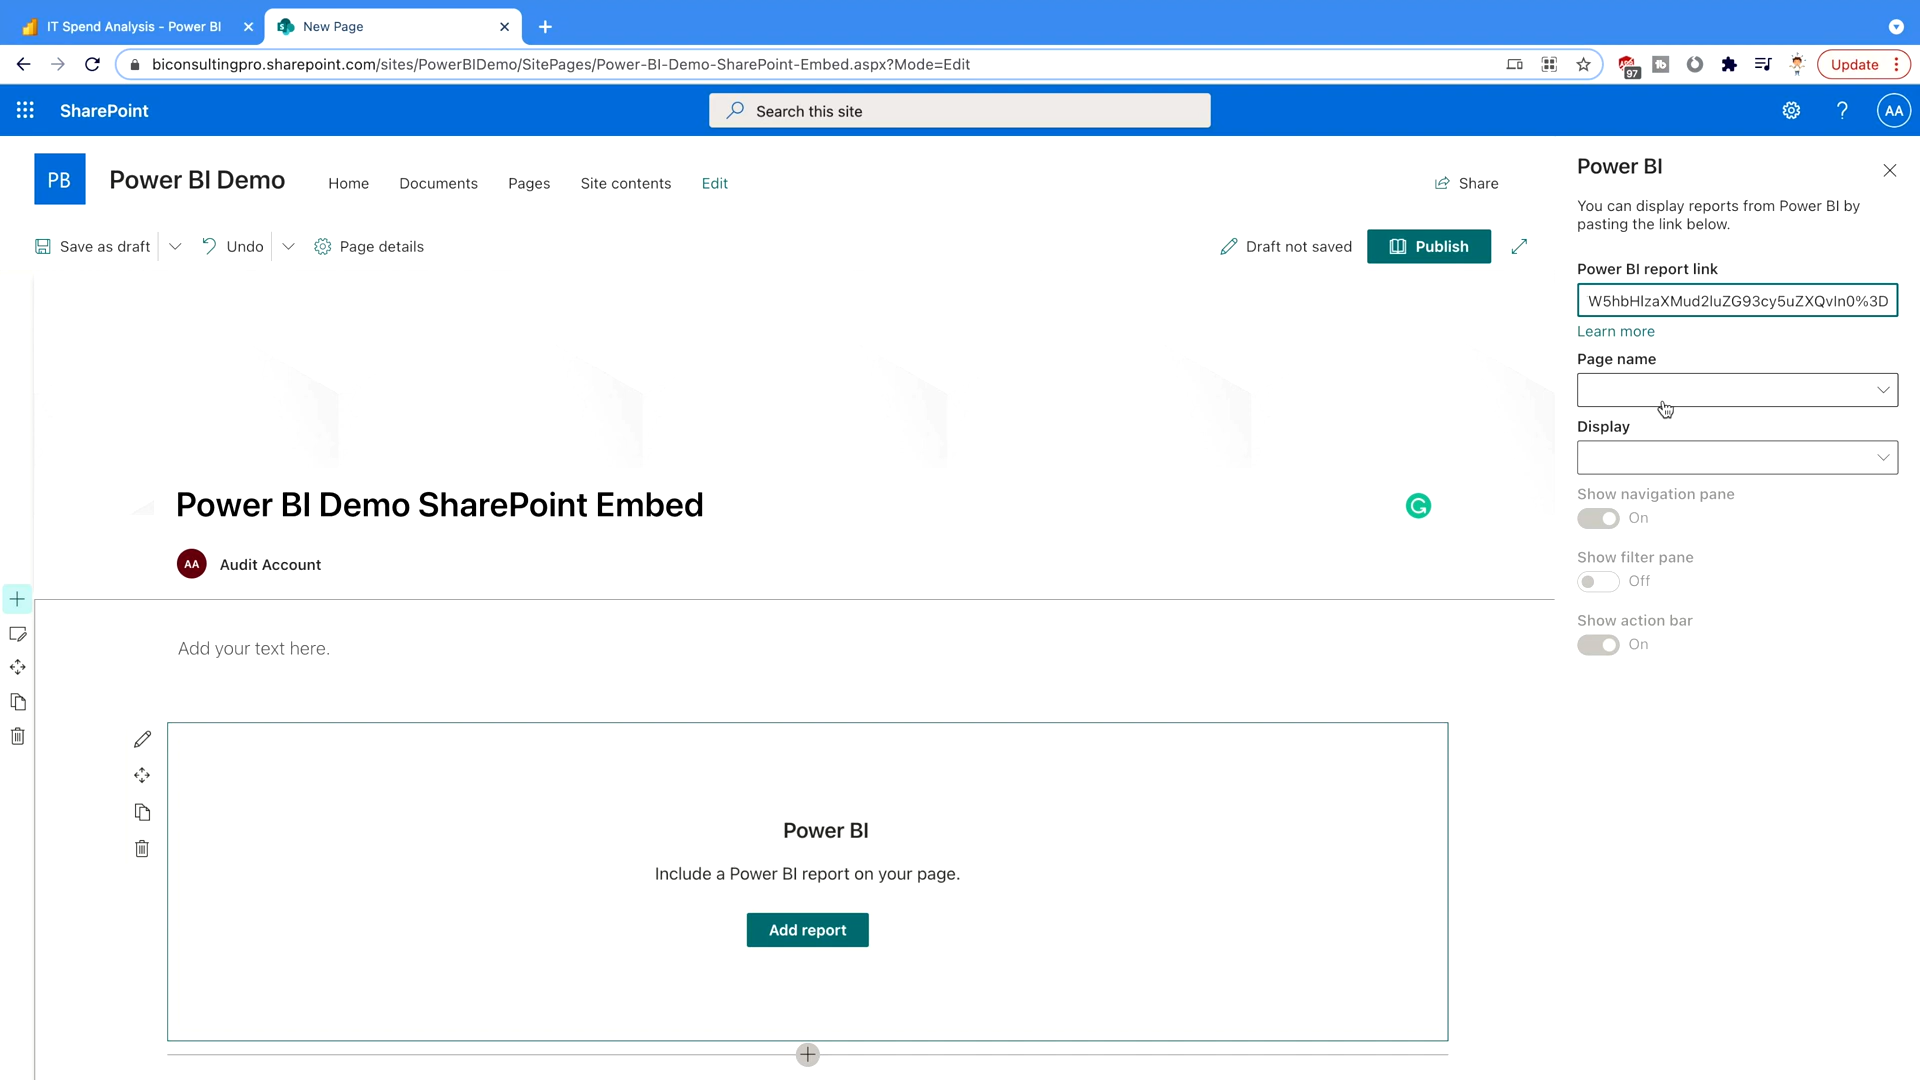 IT Spend Analysis - Power BI
New Page
biconsultingpro.sharepoint.com/sites/PowerBIDemo/SitePages/Power-BI-Demo-SharePoint-Embed.aspx?Mode=Edit
97
Update
SharePoint
Search this site
?
AA
PB
Power BI Demo
Home
Documents
Pages
Site contents
Edit
Share
Save as draft
Undo
Page details
Draft not saved
Publish
Power BI Demo SharePoint Embed
AA
Audit Account
Add your text here.
Power BI
Include a Power BI report on your page.
Add report
Power BI
You can display reports from Power BI by
pasting the link below.
Power BI report link
W5hbHlzaXMud2luZG93cy5uZXQvIn0%3D
Learn more
Page name
Display
Show navigation pane
On
Show filter pane
Off
Show action bar
On